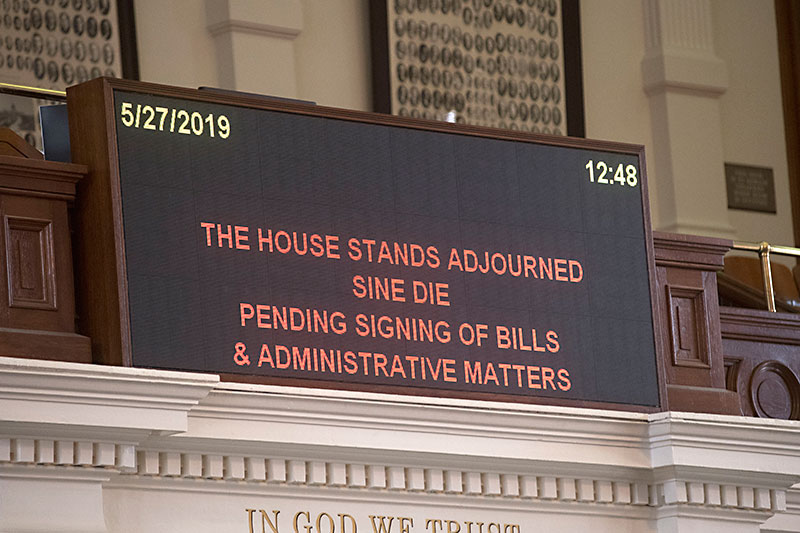 5/27/2019
12:48
THE HOUSE STANDS ADJOURNED
SINE DIE
PENDING SIGNING OF BILLS
& ADMINISTRATIVE MATTERS
IN GOD WE TRUST